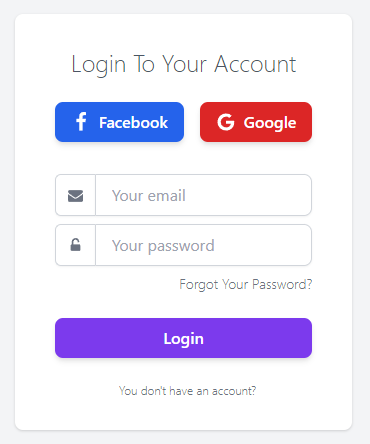 Login To Your Account
Facebook
Google
Your email
Your password
Forgot Your Password?
Login
You don't have an account?